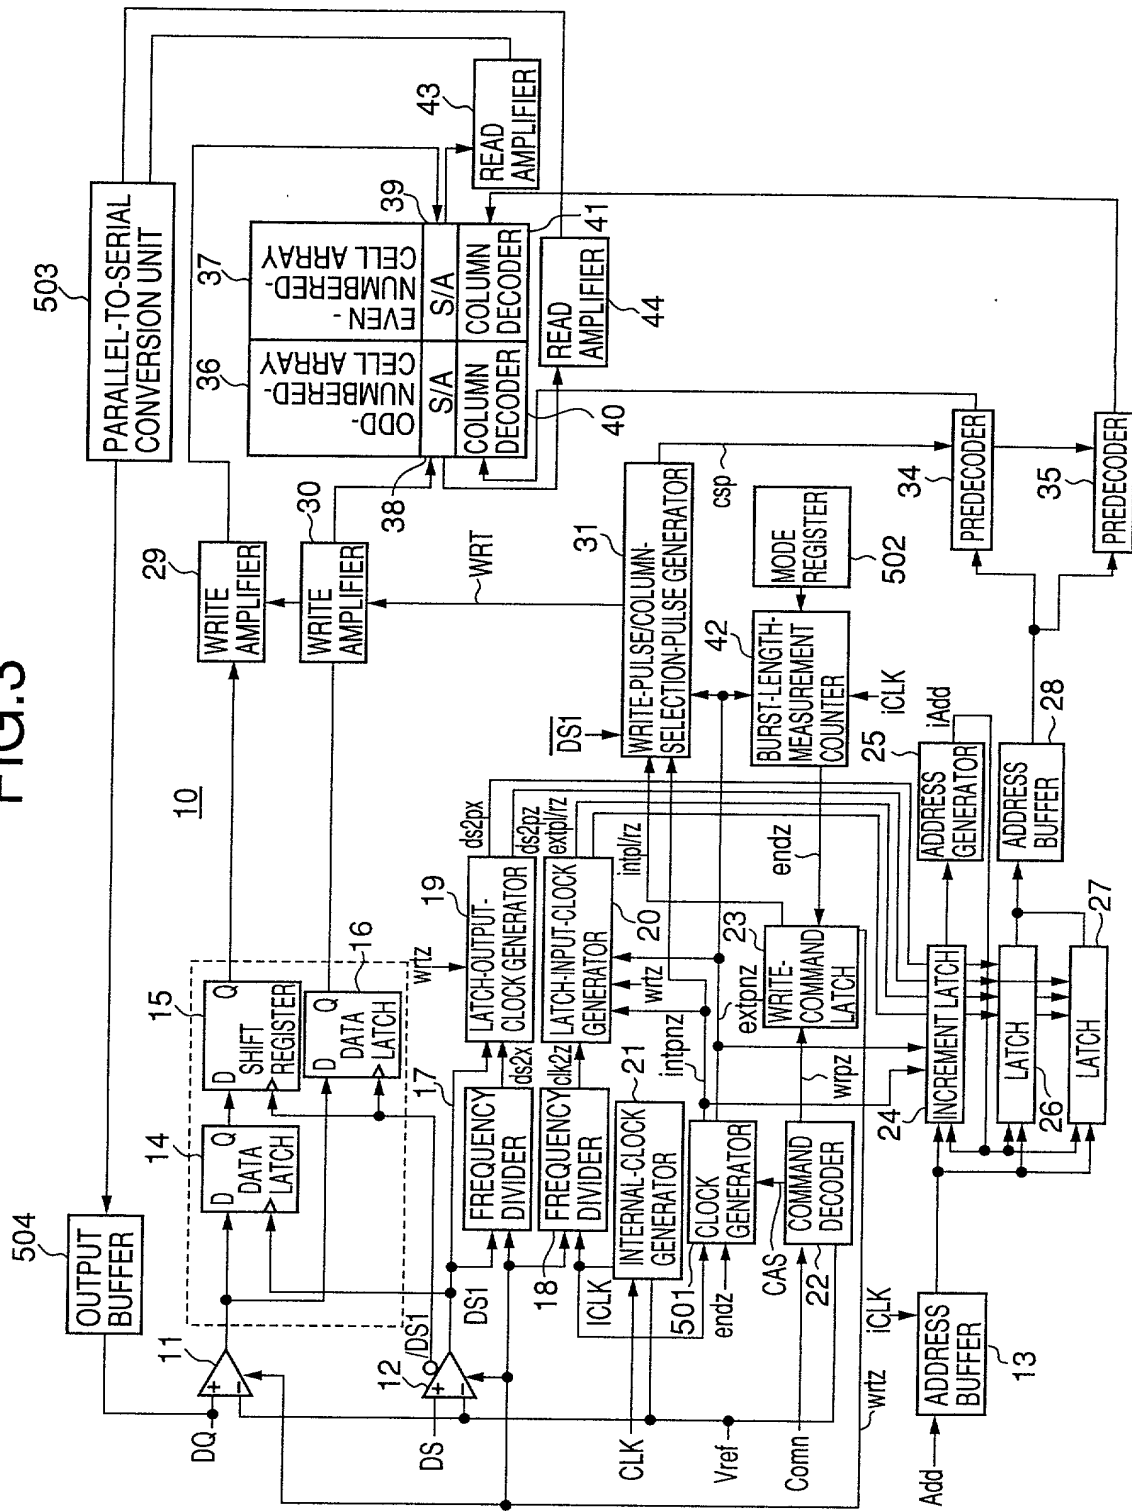 FIG.3
10
503
PARALLEL-TO-SERIAL
CONVERSION UNIT
504
OUTPUT
BUFFER
DQ
11
+
−
14
D Q
DATA
LATCH
15
D Q
SHIFT
REGISTER
16
D Q
DATA
LATCH
29
WRITE
AMPLIFIER
30
WRITE
AMPLIFIER
WRT
36
ODD-
NUMBERED-
CELL ARRAY
37
EVEN-
NUMBERED-
CELL ARRAY
38
S/A
39
S/A
COLUMN
DECODER
40
COLUMN
DECODER
41
43
READ
AMPLIFIER
READ
AMPLIFIER
44
DS
12
+
−
/DS1
DS1
17
FREQUENCY
DIVIDER
ds2x
wrtz
19
LATCH-OUTPUT-
CLOCK GENERATOR
ds2px
ds2pz
18
FREQUENCY
DIVIDER
clk2z
LATCH-INPUT-CLOCK
GENERATOR
20
extpl/rz
wrtz
ICLK
CLK
INTERNAL-CLOCK
GENERATOR
21
intpl/rz
DS1
31
WRITE-PULSE/COLUMN-
SELECTION-PULSE GENERATOR
csp
Vref
501
endz
CLOCK
GENERATOR
intpnz
extpnz
CAS
Comn
22
COMMAND
DECODER
wrpz
23
WRITE-
COMMAND
LATCH
endz
42
BURST-LENGTH-
MEASUREMENT
COUNTER
iCLK
MODE
REGISTER
502
wrtz
Add
iCLK
ADDRESS
BUFFER
13
24
INCREMENT LATCH
25
ADDRESS
GENERATOR
iAdd
LATCH
26
LATCH
27
ADDRESS
BUFFER
28
34
PREDECODER
35
PREDECODER